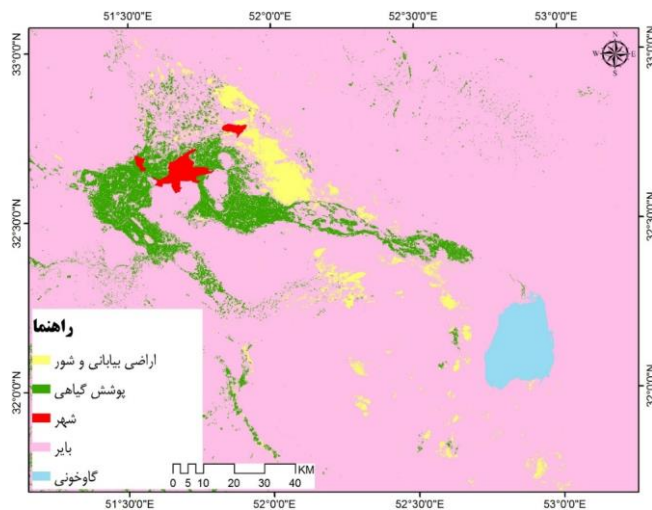 51°30'0"E 52°0'0"E 52°30'0"E 53°0'0"E
33°0'0"N
32°30'0"N
32°0'0"N
N
W E
S
راهنما
اراضی بیابانی و شور
پوشش گیاهی
شهر
بایر
گاوخونی
KM
0 5 10 20 30 40
51°30'0"E 52°0'0"E 52°30'0"E 53°0'0"E